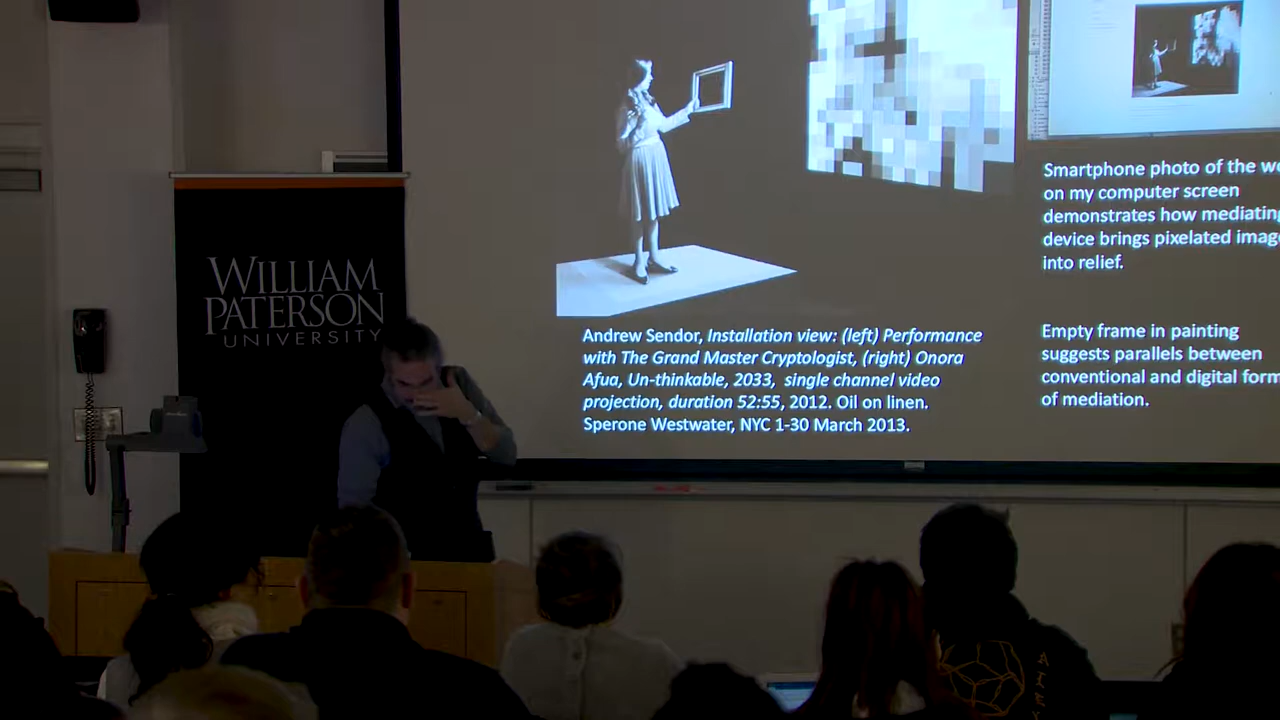 WILLIAM
PATERSON
UNIVERSITY
Andrew Sendor, Installation view: (left) Performance
with The Grand Master Cryptologist, (right) Onora
Afua, Un-thinkable, 2033, single channel video
projection, duration 52:55, 2012. Oil on linen.
Sperone Westwater, NYC 1-30 March 2013.
Smartphone photo of the
on my computer screen
demonstrates how mediating
device brings pixelated
into relief.
Empty frame in painting
suggests parallels between
conventional and digital
of mediation.